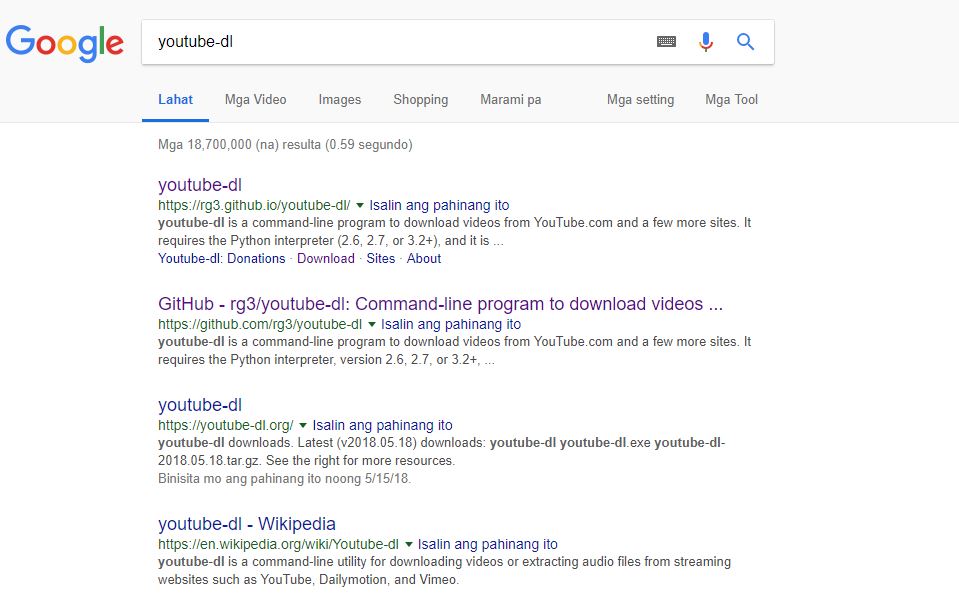 Google
youtube-dl
Lahat Mga Video Images Shopping Marami pa Mga setting Mga Tool
Mga 18,700,000 (na) resulta (0.59 segundo)
youtube-dl
https://rg3.github.io/youtube-dl/ Isalin ang pahinang ito
youtube-dl is a command-line program to download videos from YouTube.com and a few more sites. It
requires the Python interpreter (2.6, 2.7, or 3.2+), and it is ...
Youtube-dl: Donations · Download · Sites · About
GitHub - rg3/youtube-dl: Command-line program to download videos ...
https://github.com/rg3/youtube-dl Isalin ang pahinang ito
youtube-dl is a command-line program to download videos from YouTube.com and a few more sites. It
requires the Python interpreter, version 2.6, 2.7, or 3.2+, ...
youtube-dl
https://youtube-dl.org/ Isalin ang pahinang ito
youtube-dl downloads. Latest (v2018.05.18) downloads: youtube-dl youtube-dl.exe youtube-dl-
2018.05.18.tar.gz. See the right for more resources.
Binisita mo ang pahinang ito noong 5/15/18.
youtube-dl - Wikipedia
https://en.wikipedia.org/wiki/Youtube-dl Isalin ang pahinang ito
youtube-dl is a command-line utility for downloading videos or extracting audio files from streaming
websites such as YouTube, Dailymotion, and Vimeo.